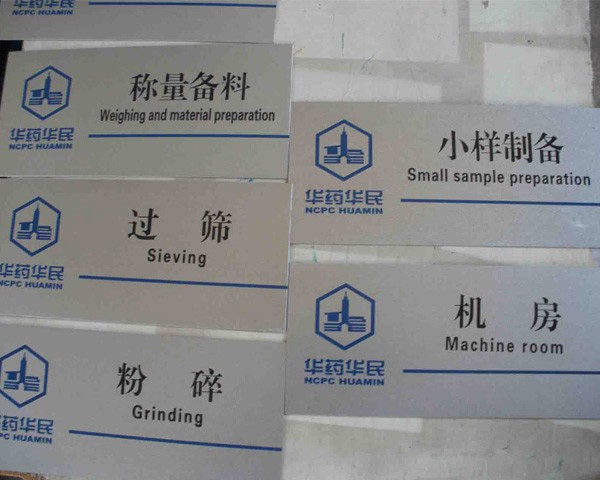 NCPC HUAMIN
称量备料
Weighing and material preparation
华药华民
NCPC HUAMIN
过 筛
Sieving
华药华民
NCPC HUAMIN
粉 碎
Grinding
华药华民
NCPC HUAMIN
小样制备
Small sample preparation
华药华民
NCPC HUAMIN
机 房
Machine room
华药华民
NCPC HUAMIN